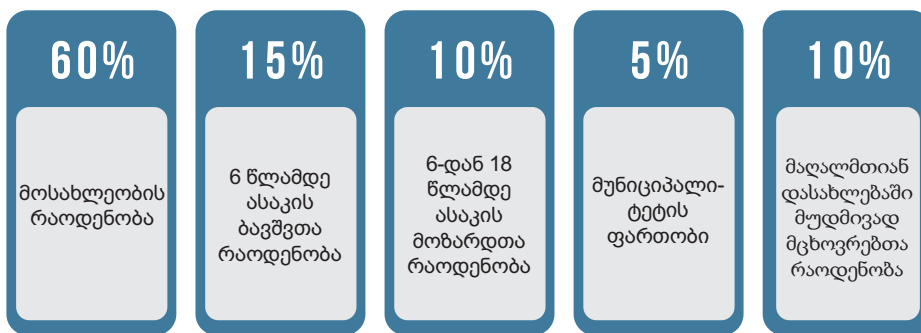 60%
მოსახლეობის
რაოდენობა
15%
6 წლამდე
ასაკის
ბავშვთა
რაოდენობა
10%
6-დან 18
წლამდე
ასაკის
მოზარდთა
რაოდენობა
5%
მუნიციპალი-
ტეტის
ფართობი
10%
მაღალმთიან
დასახლებაში
მუდმივად
მცხოვრებთა
რაოდენობა